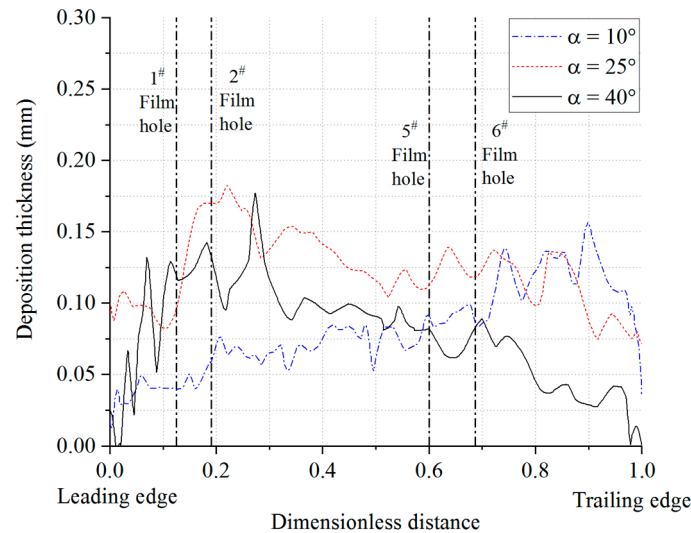 0.30
0.25
0.20
0.15
0.10
0.05
0.00
Deposition thickness (mm)
1#
Film
hole
2#
Film
hole
5#
Film
hole
6#
Film
hole
α = 10°
α = 25°
α = 40°
0.0 0.2 0.4 0.6 0.8 1.0
Leading edge Trailing edge
Dimensionless distance